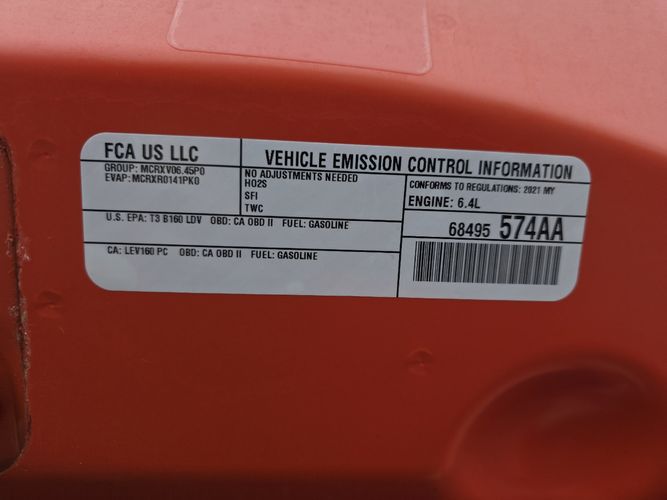 FCA US LLC
GROUP: MCRXV06.45P0
EVAP: MCRXR0141PK0
VEHICLE EMISSION CONTROL INFORMATION
NO ADJUSTMENTS NEEDED
HO2S
SFI
TWC
CONFORMS TO REGULATIONS: 2021 MY
ENGINE: 6.4L
U.S. EPA: T3 B160 LDV OBD: CA OBD II FUEL: GASOLINE
CA: LEV160 PC OBD: CA OBD II FUEL: GASOLINE
68495 574AA